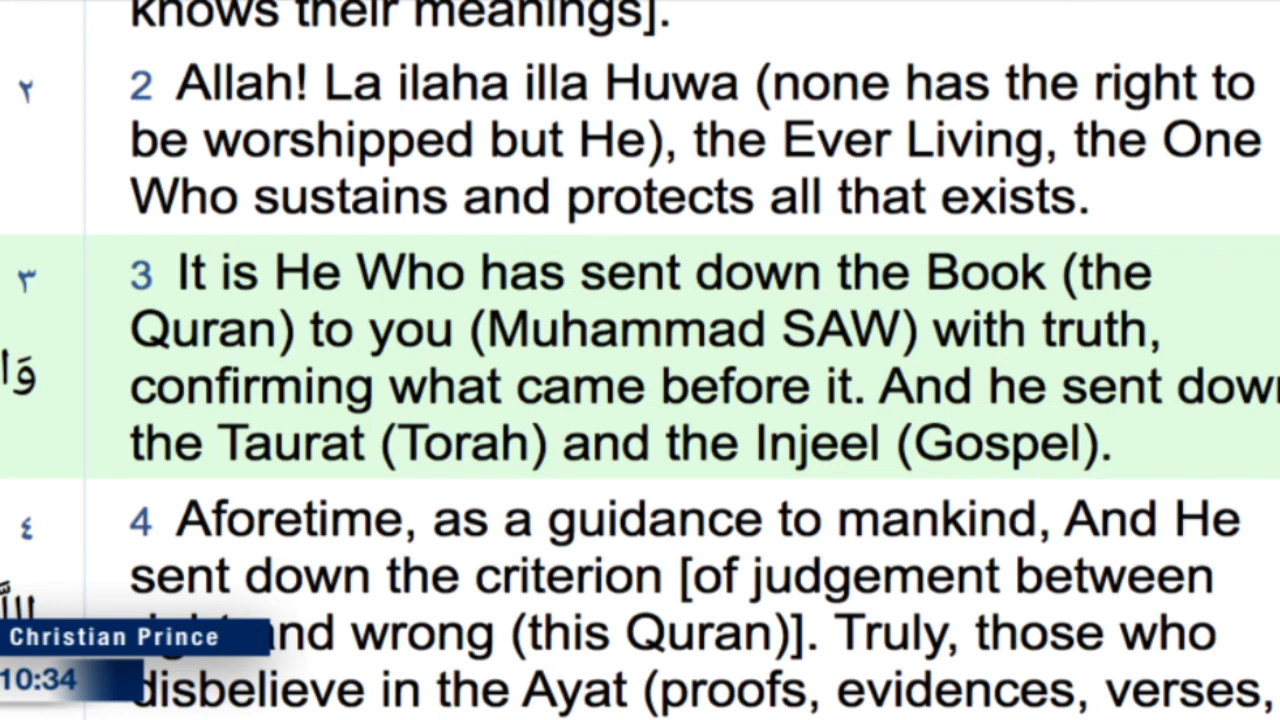 knows their meanings].
٢
2 Allah! La ilaha illa Huwa (none has the right to
be worshipped but He), the Ever Living, the One
Who sustains and protects all that exists.
٣
3 It is He Who has sent down the Book (the
Quran) to you (Muhammad SAW) with truth,
وَا
confirming what came before it. And he sent down
the Taurat (Torah) and the Injeel (Gospel).
٤
4 Aforetime, as a guidance to mankind, And He
sent down the criterion [of judgement between
and wrong (this Quran)]. Truly, those who
disbelieve in the Ayat (proofs, evidences, verses,
Christian Prince
10:34